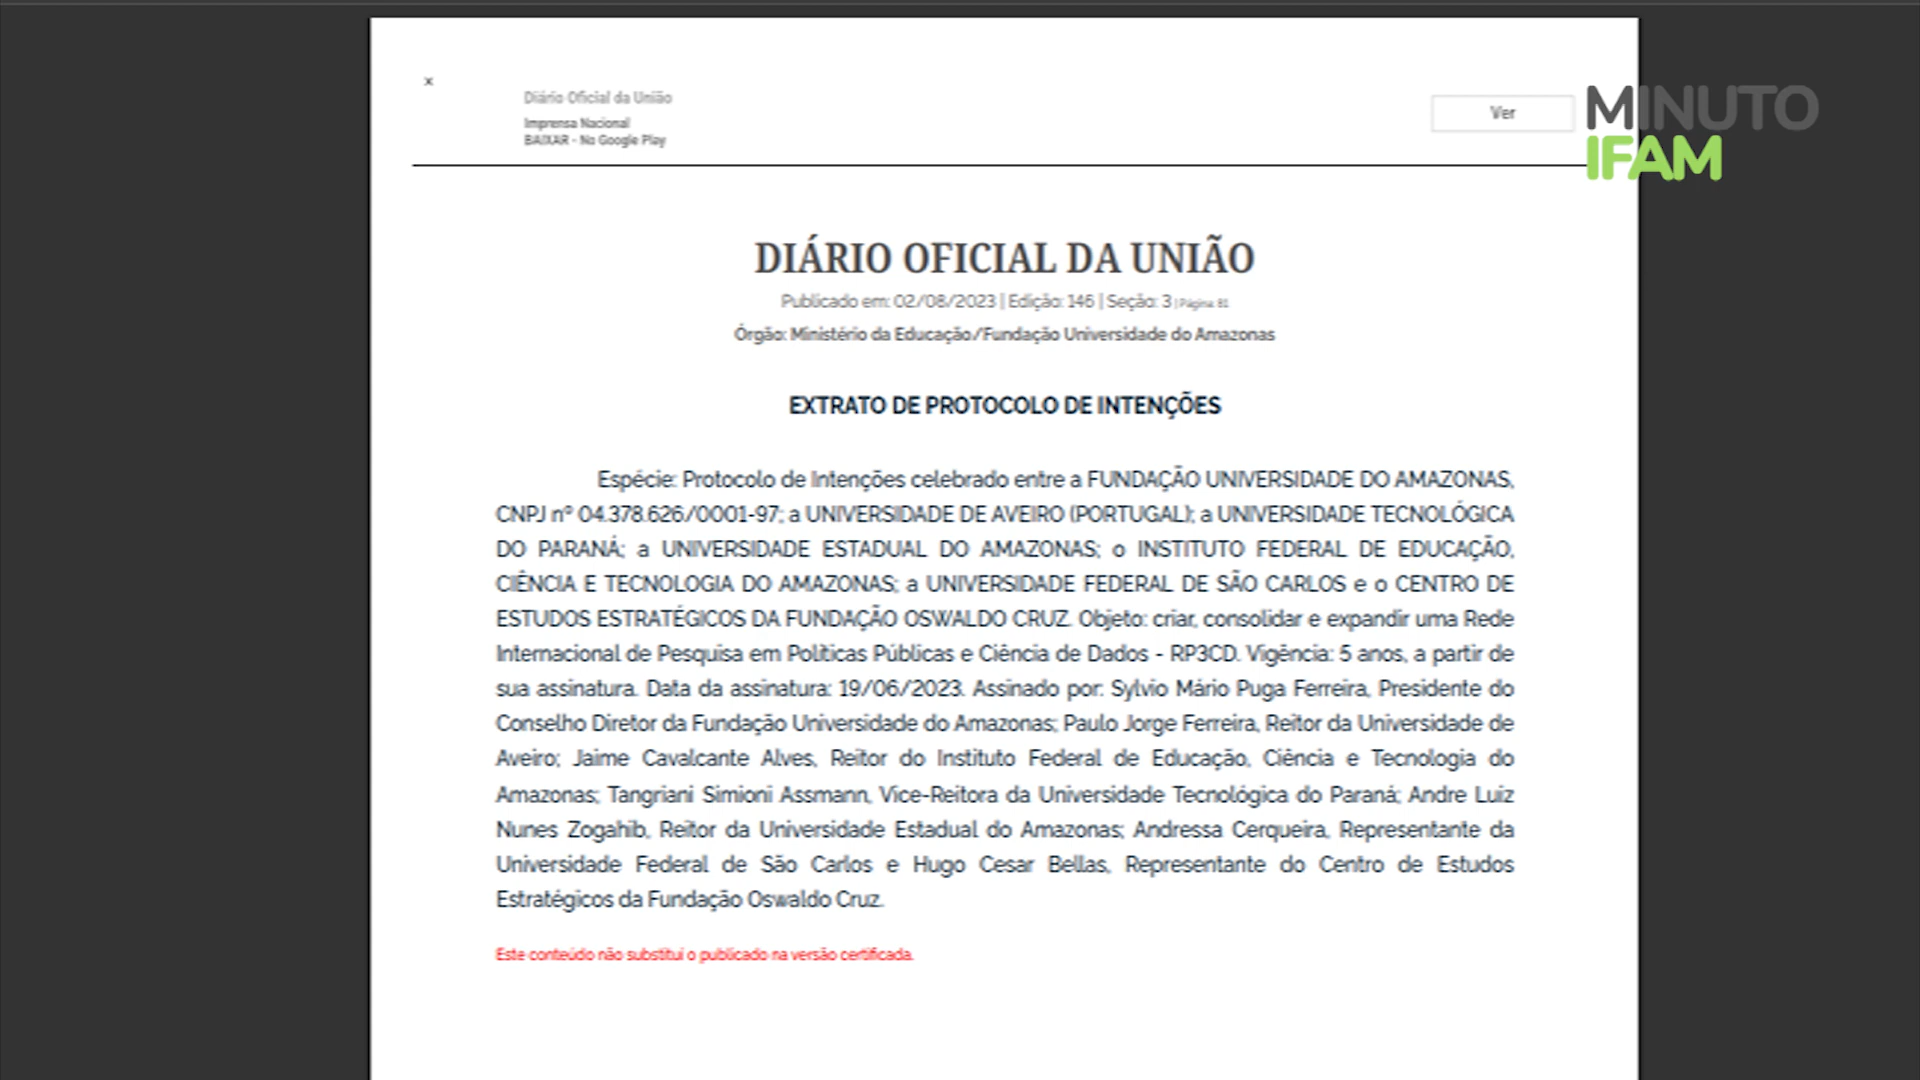 x
Diário Oficial da União
Imprensa Nacional
BAIXAR - No Google Play
Ver
MINUTO
IFAM
DIÁRIO OFICIAL DA UNIÃO
Publicado em: 02/08/2023 | Edição: 146 | Seção: 3 | Página: 81
Órgão: Ministério da Educação/Fundação Universidade do Amazonas
EXTRATO DE PROTOCOLO DE INTENÇÕES
Espécie: Protocolo de Intenções celebrado entre a FUNDAÇÃO UNIVERSIDADE DO AMAZONAS,
CNPJ nº 04.378.626/0001-97; a UNIVERSIDADE DE AVEIRO (PORTUGAL); a UNIVERSIDADE TECNOLÓGICA
DO PARANÁ; a UNIVERSIDADE ESTADUAL DO AMAZONAS; o INSTITUTO FEDERAL DE EDUCAÇÃO,
CIÊNCIA E TECNOLOGIA DO AMAZONAS; a UNIVERSIDADE FEDERAL DE SÃO CARLOS e o CENTRO DE
ESTUDOS ESTRATÉGICOS DA FUNDAÇÃO OSWALDO CRUZ. Objeto: criar, consolidar e expandir uma Rede
Internacional de Pesquisa em Políticas Públicas e Ciência de Dados - RP3CD. Vigência: 5 anos, a partir de
sua assinatura. Data da assinatura: 19/06/2023. Assinado por: Sylvio Mário Puga Ferreira, Presidente do
Conselho Diretor da Fundação Universidade do Amazonas; Paulo Jorge Ferreira, Reitor da Universidade de
Aveiro; Jaime Cavalcante Alves, Reitor do Instituto Federal de Educação, Ciência e Tecnologia do
Amazonas; Tangriani Simioni Assmann, Vice-Reitora da Universidade Tecnológica do Paraná; Andre Luiz
Nunes Zogahib, Reitor da Universidade Estadual do Amazonas; Andressa Cerqueira, Representante da
Universidade Federal de São Carlos e Hugo Cesar Bellas, Representante do Centro de Estudos
Estratégicos da Fundação Oswaldo Cruz.
Este conteúdo não substitui o publicado na versão certificada.